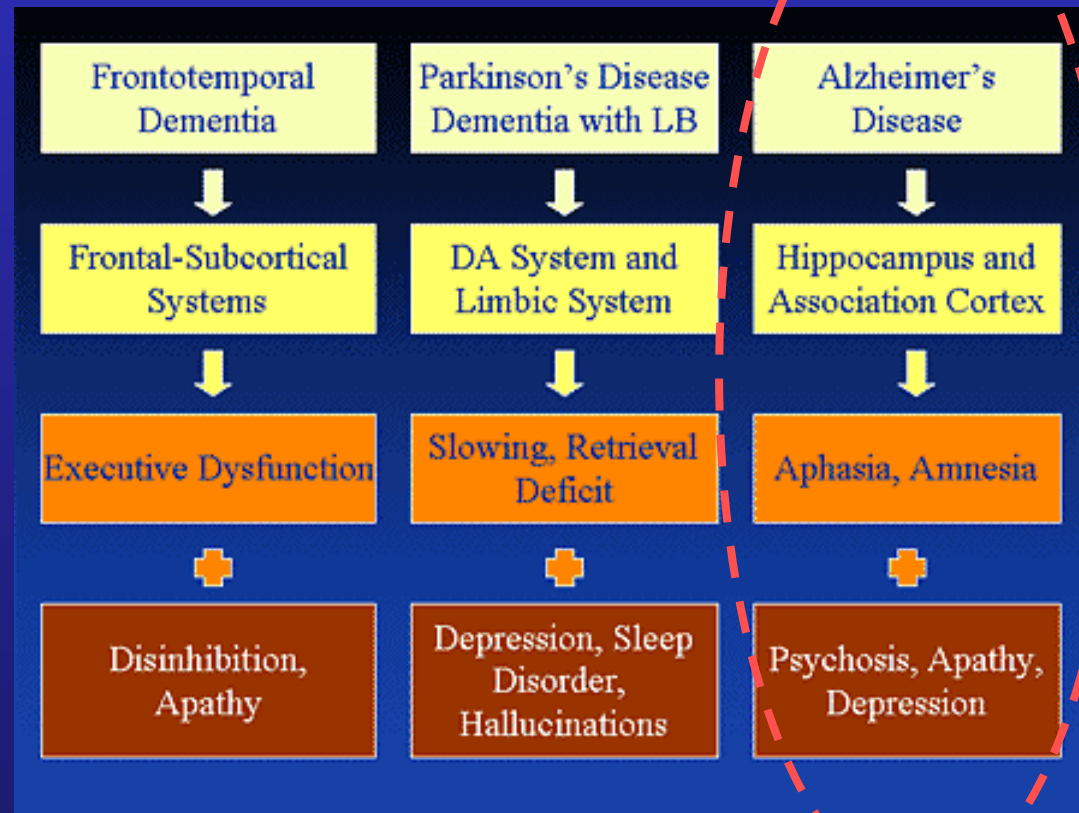 Frontotemporal
Dementia
Parkinson's Disease
Dementia with LB
Alzheimer's
Disease
Frontal-Subcortical
Systems
DA System and
Limbic System
Hippocampus and
Association Cortex
Executive Dysfunction
Slowing, Retrieval
Deficit
Aphasia, Amnesia
Disinhibition,
Apathy
Depression, Sleep
Disorder,
Hallucinations
Psychosis, Apathy,
Depression